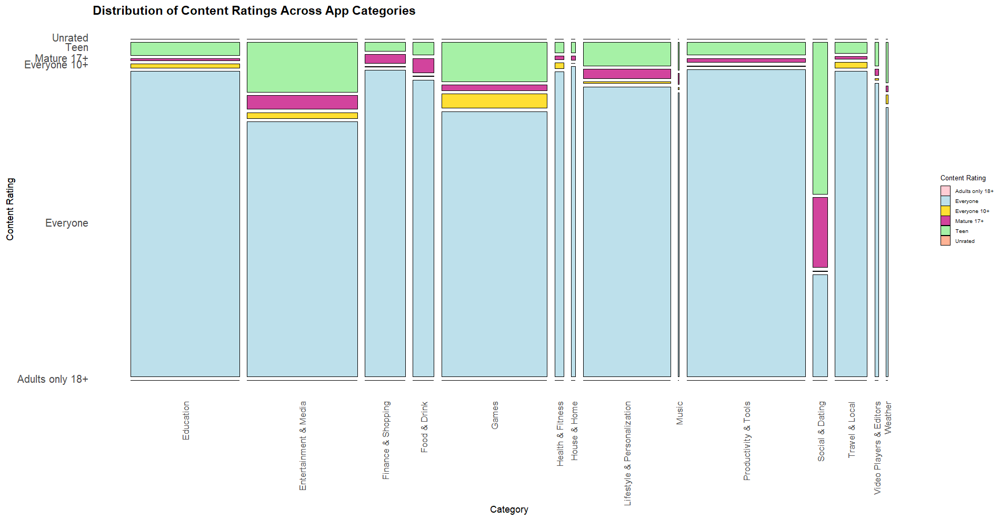 Distribution of Content Ratings Across App Categories
Unrated
Teen
Mature 17+
Everyone 10+
Everyone
Adults only 18+
Content Rating
Education
Entertainment & Media
Finance & Shopping
Food & Drink
Games
Health & Fitness
House & Home
Lifestyle & Personalization
Music
Productivity & Tools
Social & Dating
Travel & Local
Video Players & Editors
Weather
Category
Content Rating
Adults only 18+
Everyone
Everyone 10+
Mature 17+
Teen
Unrated